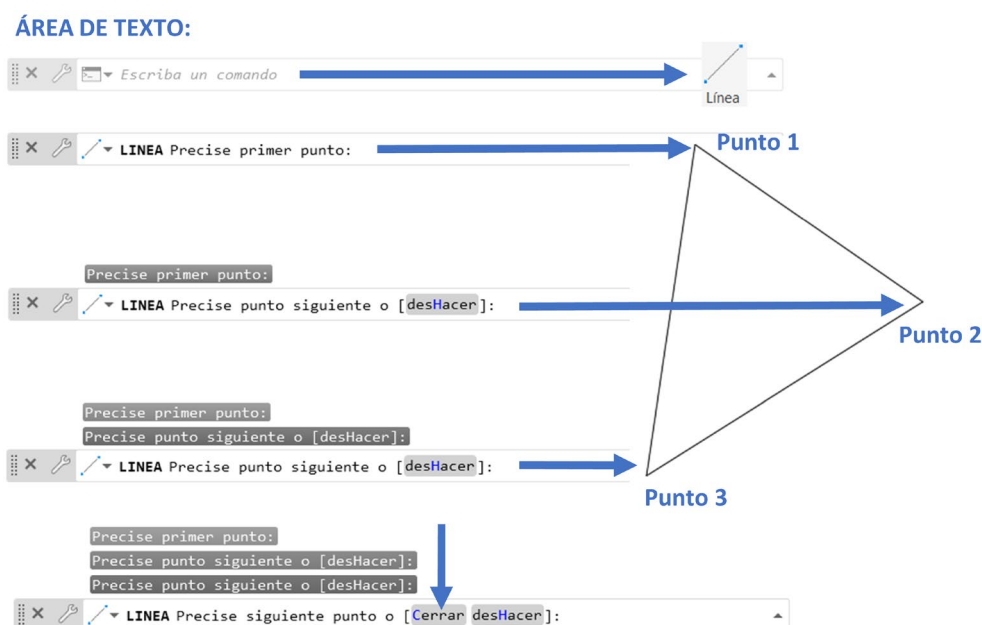 ÁREA DE TEXTO:
Escriba un comando
Línea
LINEA Precise primer punto:
Punto 1
Precise primer punto:
LINEA Precise punto siguiente o [desHacer]:
Punto 2
Precise primer punto:
Precise punto siguiente o [desHacer]:
LINEA Precise punto siguiente o [desHacer]:
Punto 3
Precise primer punto:
Precise punto siguiente o [desHacer]:
Precise punto siguiente o [desHacer]:
LINEA Precise siguiente punto o [Cerrar desHacer]: